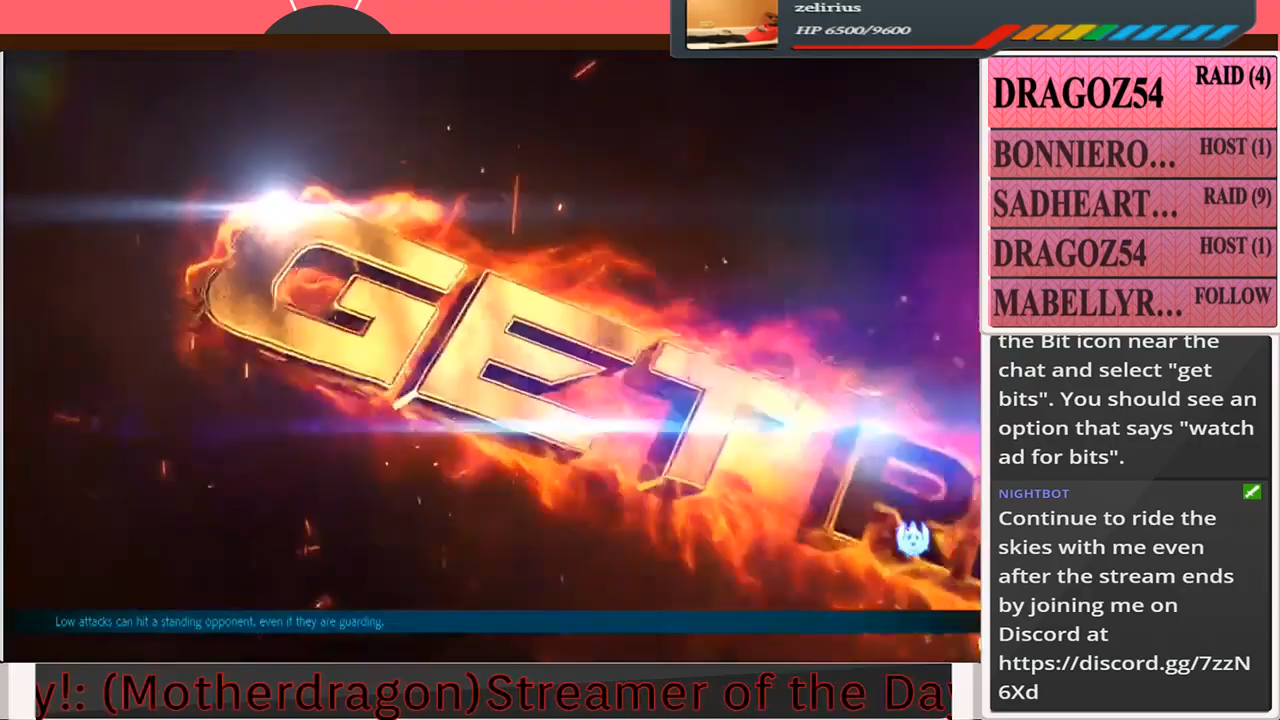 zelirius
HP 6500/9600
DRAGOZ54 RAID (4)
BONNIERO... HOST (1)
SADHEART... RAID (9)
DRAGOZ54 HOST (1)
MABELLYR... FOLLOW
GET R
the Bit icon near the
chat and select "get
bits". You should see an
option that says "watch
ad for bits".
NIGHTBOT
Continue to ride the
skies with me even
after the stream ends
by joining me on
Discord at
https://discord.gg/7zzN
6Xd
Low attacks can hit a standing opponent, even if they are guarding.
y!: (Motherdragon)Streamer of the Day